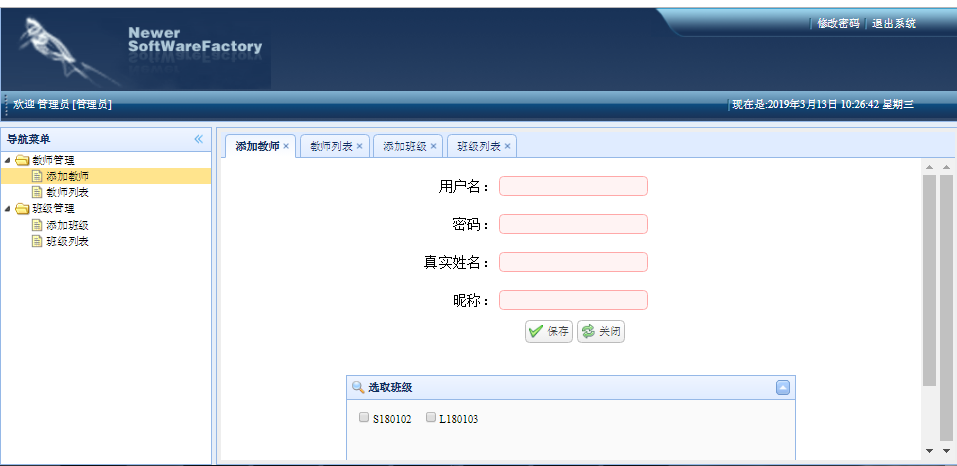 Newer
SoftWareFactory
修改密码 退出系统
欢迎 管理员 [管理员]
现在是:2019年3月13日 10:26:42 星期三
导航菜单
教师管理
添加教师
教师列表
班级管理
添加班级
班级列表
添加教师 教师列表 添加班级 班级列表
用户名：
密码：
真实姓名：
昵称：
保存 关闭
选取班级
S180102 L180103